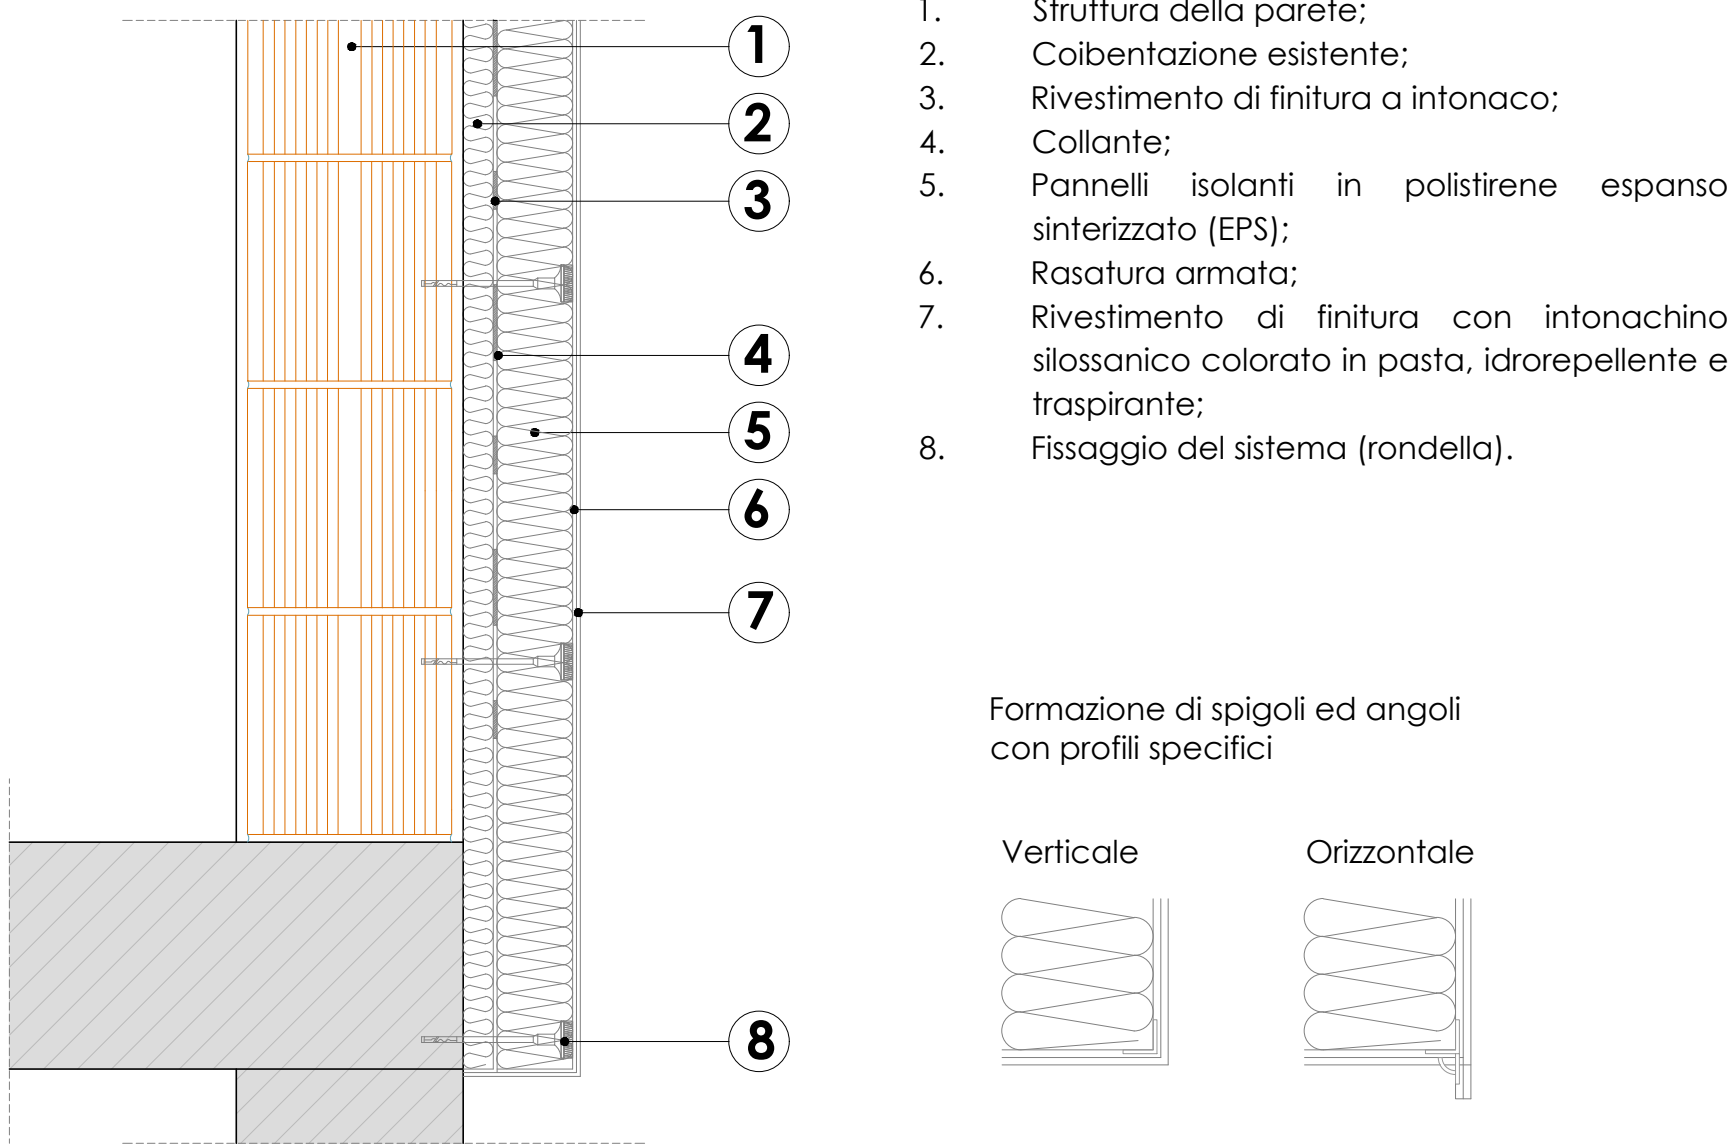 1
2
3
4
5
6
7
8
1. Struttura della parete;
2. Coibentazione esistente;
3. Rivestimento di finitura a intonaco;
4. Collante;
5. Pannelli isolanti in polistirene espanso
sinterizzato (EPS);
6. Rasatura armata;
7. Rivestimento di finitura con intonachino
silossanico colorato in pasta, idrorepellente e
traspirante;
8. Fissaggio del sistema (rondella).
Formazione di spigoli ed angoli
con profili specifici
Verticale
Orizzontale